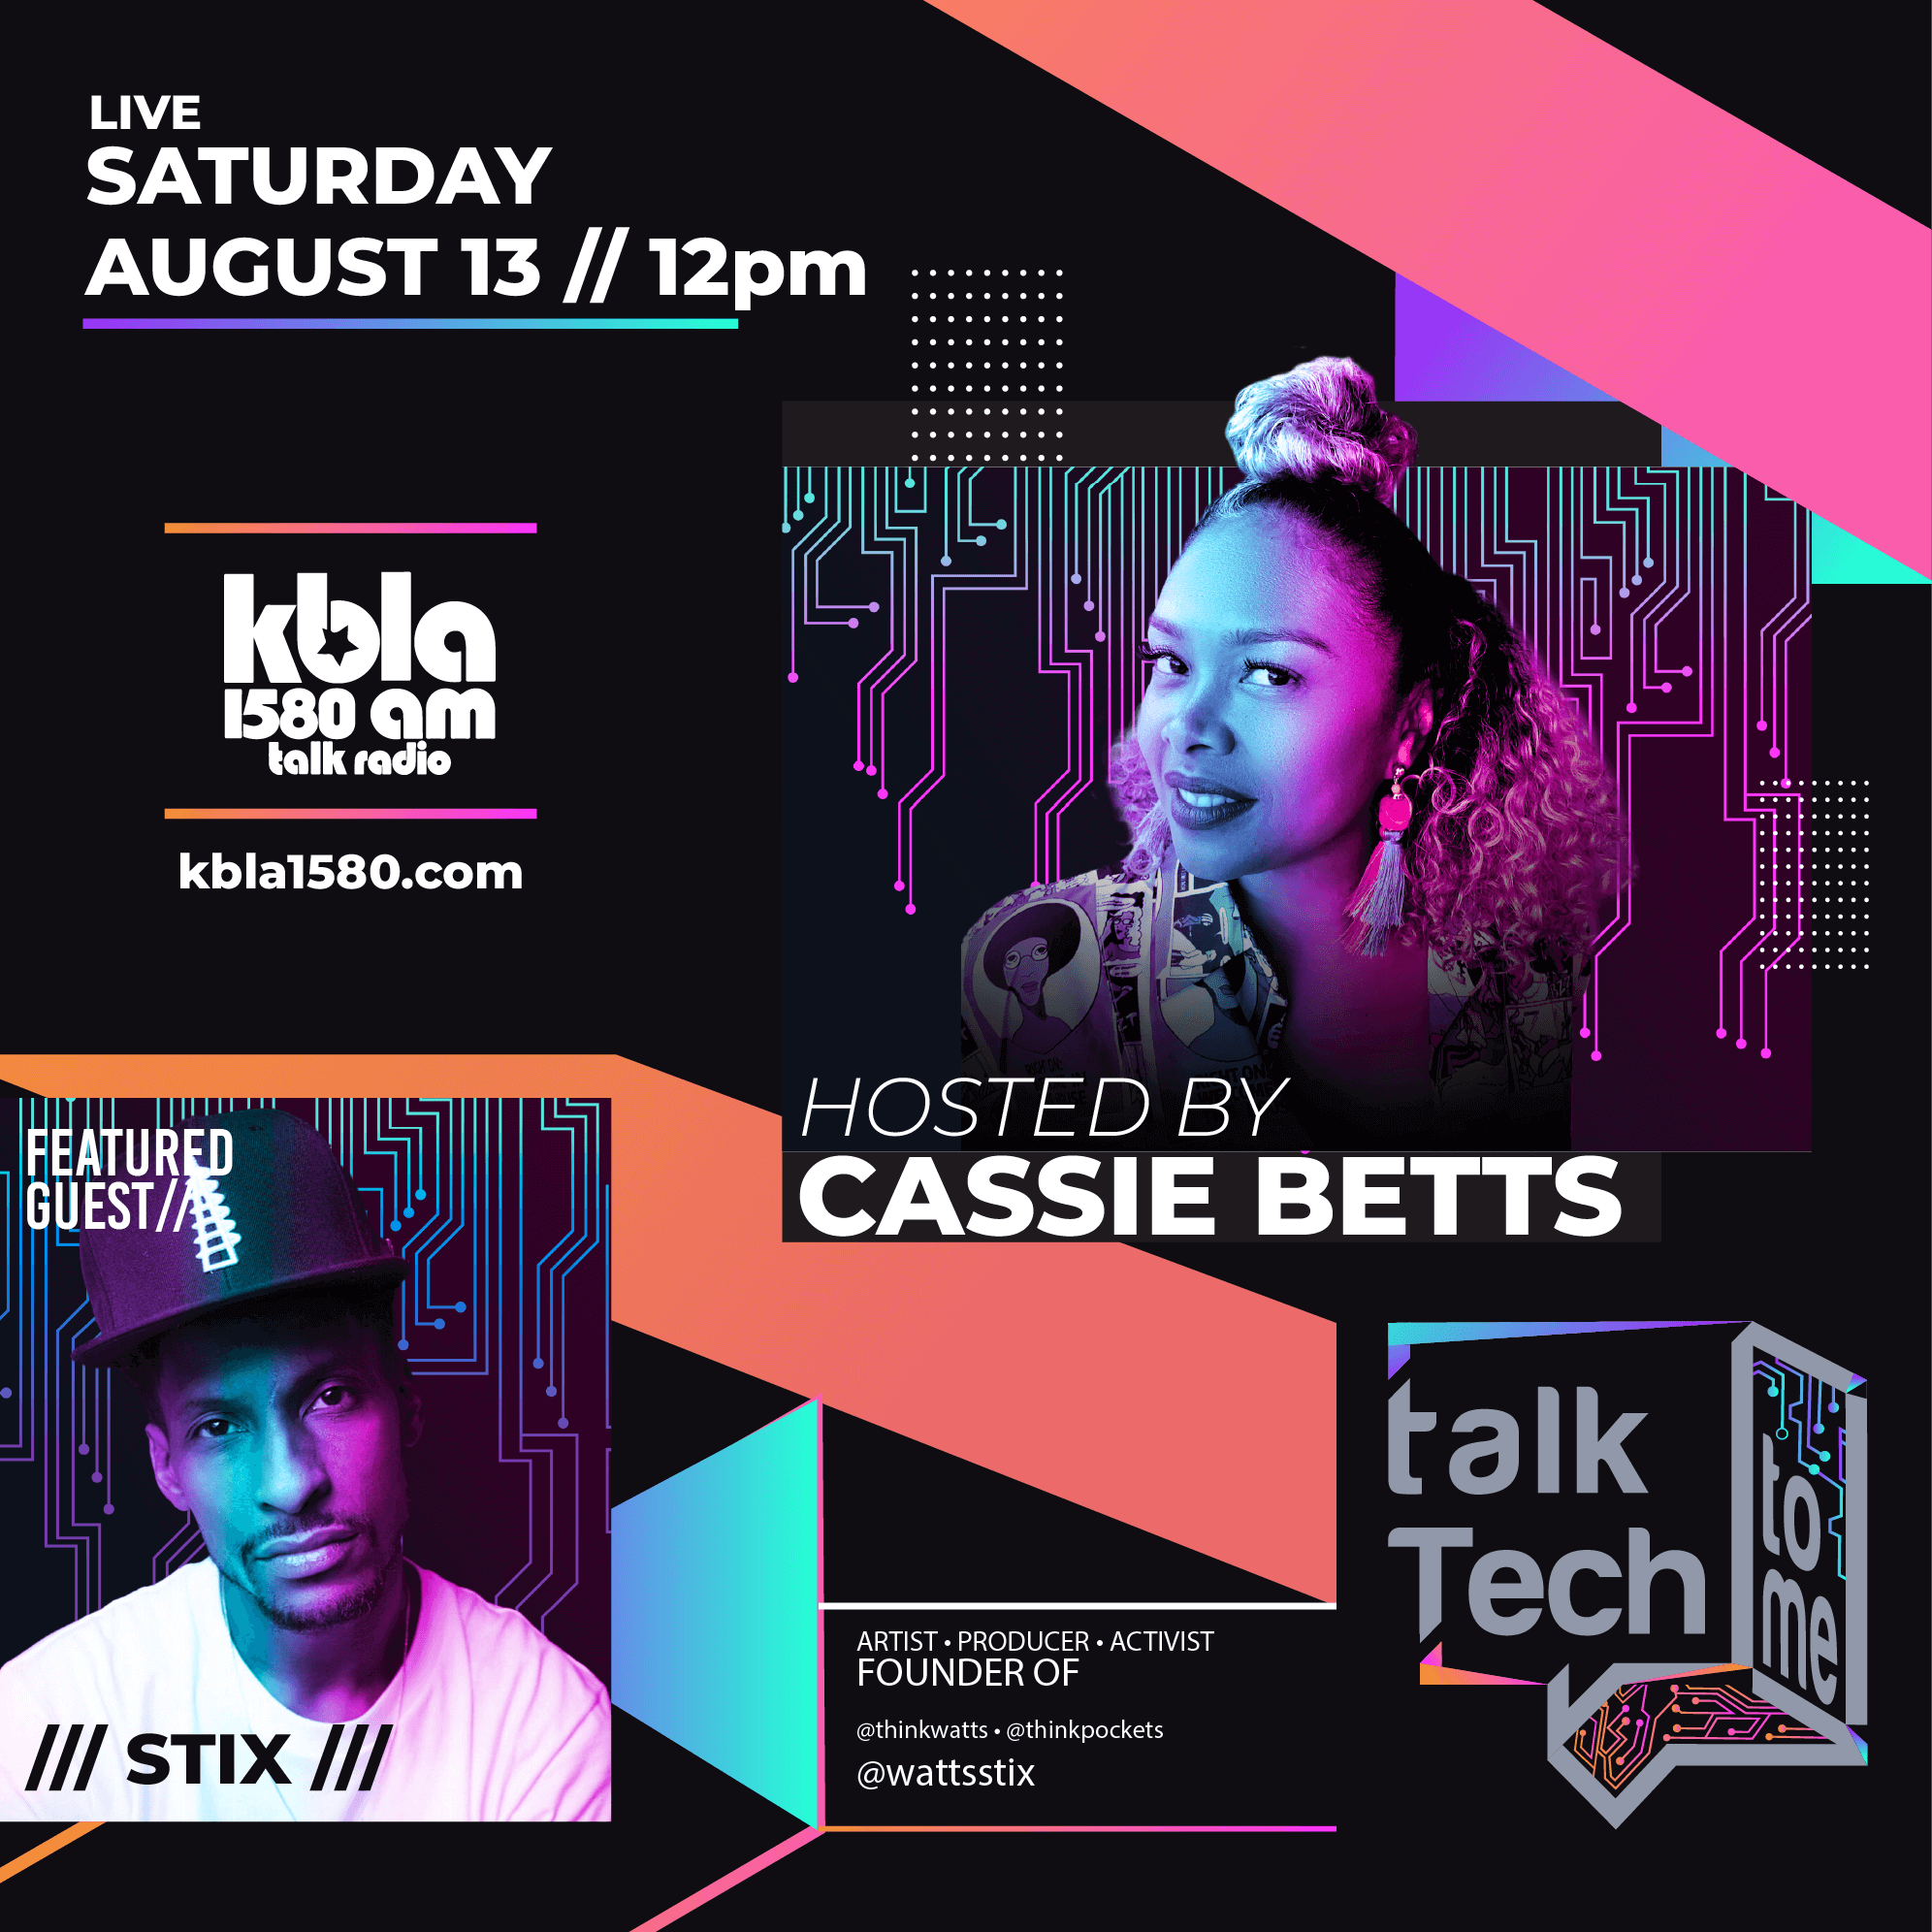 LIVE
SATURDAY
AUGUST 13 // 12pm
kbla
1580 am
talk radio
kbla1580.com
HOSTED BY
CASSIE BETTS
FEATURED
GUEST//
/// STIX ///
ARTIST • PRODUCER • ACTIVIST
FOUNDER OF
@thinkwatts • @thinkpockets
@wattsstix
talk
Tech
to
me